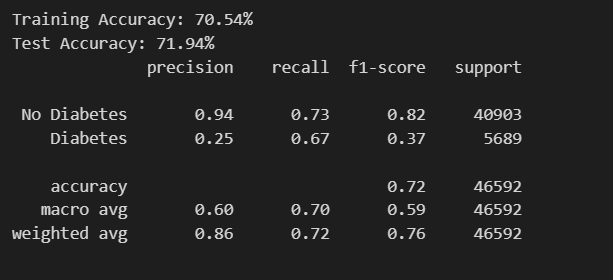 Training Accuracy: 70.54%
Test Accuracy: 71.94%
precision recall f1-score support
No Diabetes 0.94 0.73 0.82 40903
Diabetes 0.25 0.67 0.37 5689
accuracy 0.72 46592
macro avg 0.60 0.70 0.59 46592
weighted avg 0.86 0.72 0.76 46592